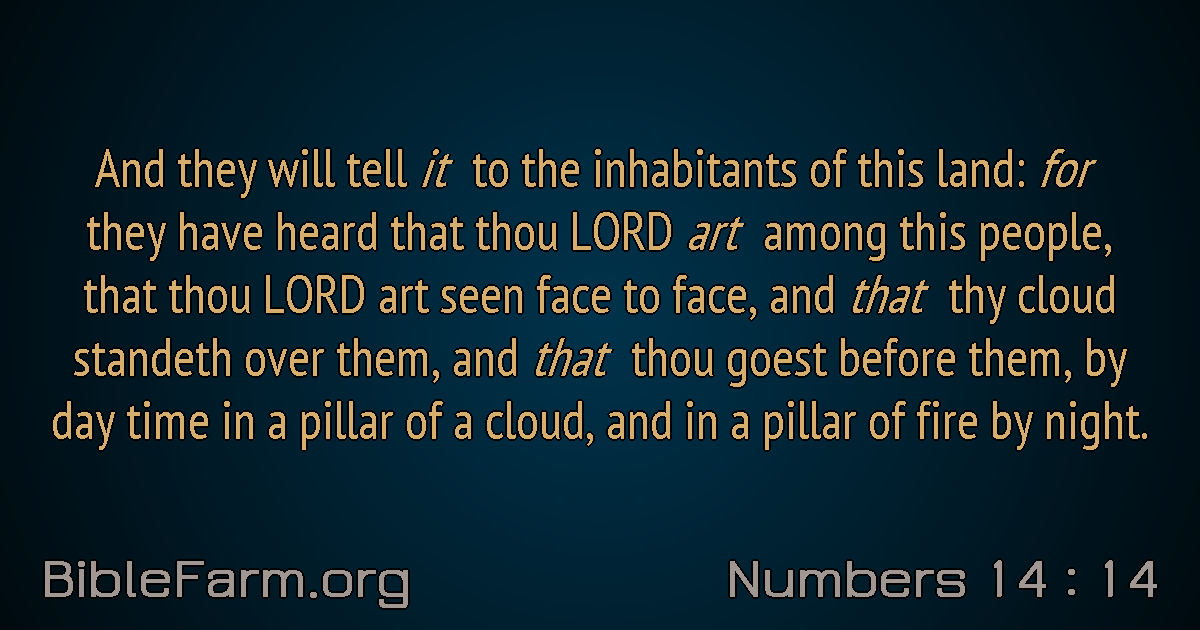 And they will tell it to the inhabitants of this land: for
they have heard that thou LORD art among this people,
that thou LORD art seen face to face, and that thy cloud
standeth over them, and that thou goest before them, by
day time in a pillar of a cloud, and in a pillar of fire by night.
BibleFarm.org
Numbers 14 : 14